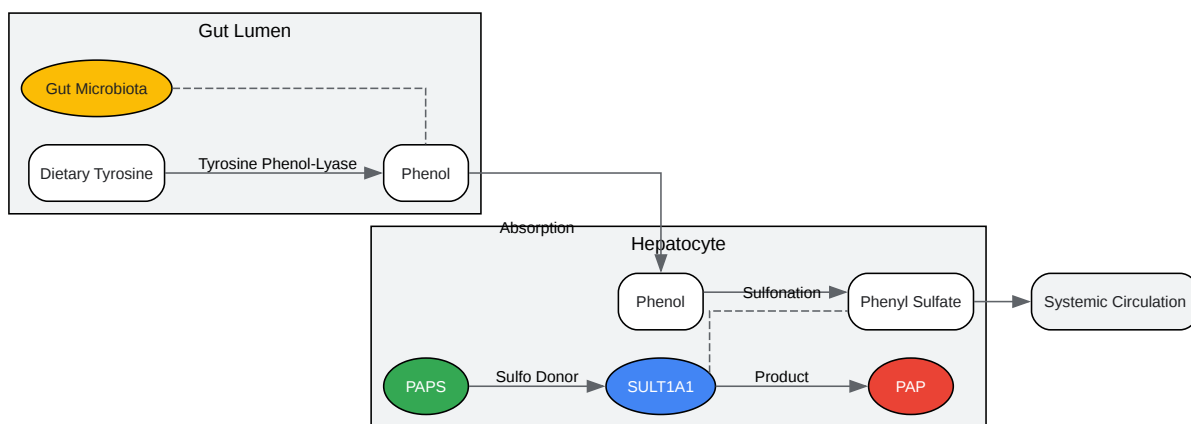 Gut Lumen
Gut Microbiota
Dietary Tyrosine
Tyrosine Phenol-Lyase
Phenol
Absorption
Hepatocyte
Phenol
Sulfonation
Phenyl Sulfate
Systemic Circulation
PAPS
Sulfo Donor
SULT1A1
Product
PAP